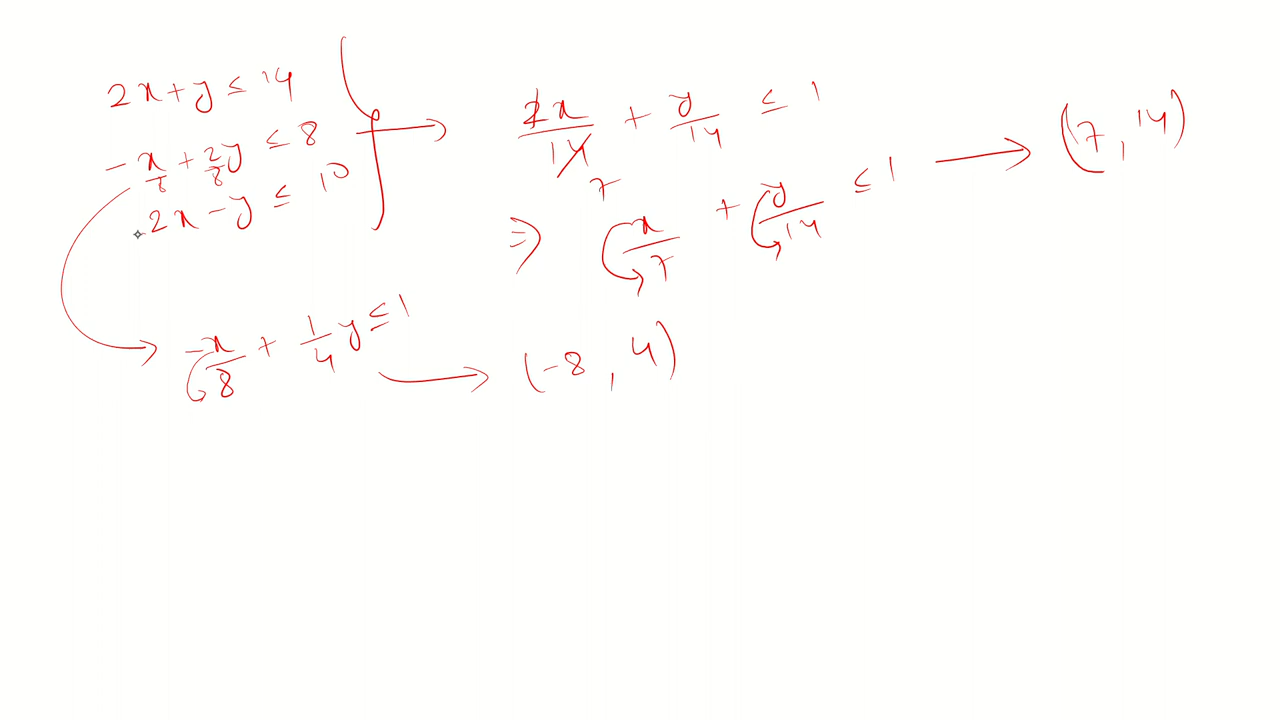 2x + y ≤ 14
-x/8 + 2/8 y ≤ 8
2x - y ≤ 10
2x/14 + y/14 ≤ 1
7
⇒ x/7 + y/14 ≤ 1
(7, 14)
-x/8 + 1/4 y ≤ 1
(-8, 4)